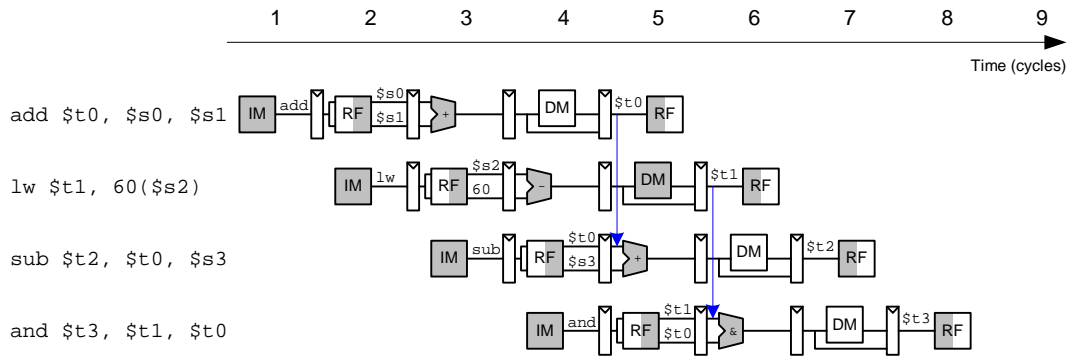 1 2 3 4 5 6 7 8 9
Time (cycles)
add $t0, $s0, $s1 IM add RF $s0 $s1 + DM $t0 RF
lw $t1, 60($s2) IM lw RF $s2 60 - DM $t1 RF
sub $t2, $t0, $s3 IM sub RF $t0 $s3 + DM $t2 RF
and $t3, $t1, $t0 IM and RF $t1 $t0 & DM $t3 RF